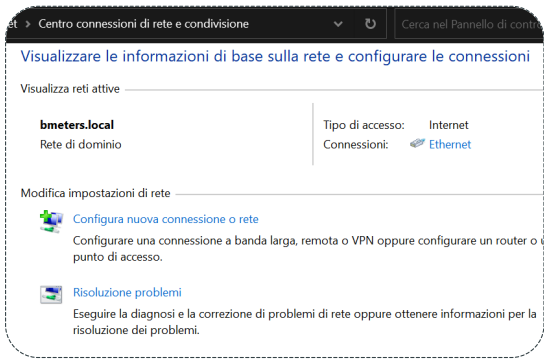 et > Centro connessioni di rete e condivisione
Cerca nel Pannello di contro
Visualizzare le informazioni di base sulla rete e configurare le connessioni
Visualizza reti attive
bmeters.local
Rete di dominio
Tipo di accesso: Internet
Connessioni: Ethernet
Modifica impostazioni di rete
Configura nuova connessione o rete
Configurare una connessione a banda larga, remota o VPN oppure configurare un router o u
punto di accesso.
Risoluzione problemi
Eseguire la diagnosi e la correzione di problemi di rete oppure ottenere informazioni per la
risoluzione dei problemi.